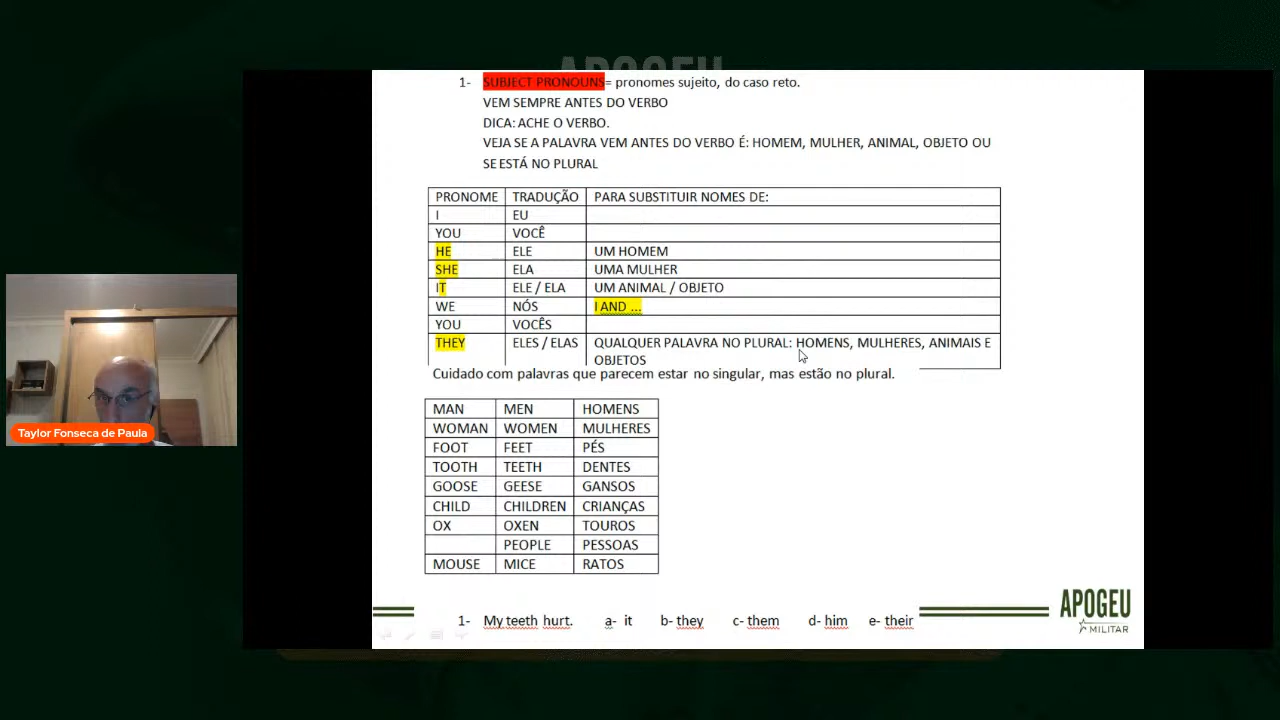 APOGEU
1- SUBJECT PRONOUNS= pronomes sujeito, do caso reto.
VEM SEMPRE ANTES DO VERBO
DICA: ACHE O VERBO.
VEJA SE A PALAVRA VEM ANTES DO VERBO É: HOMEM, MULHER, ANIMAL, OBJETO OU
SE ESTÁ NO PLURAL
PRONOME TRADUÇÃO PARA SUBSTITUIR NOMES DE:
I EU
YOU VOCÊ
HE ELE UM HOMEM
SHE ELA UMA MULHER
IT ELE / ELA UM ANIMAL / OBJETO
WE NÓS I AND ...
YOU VOCÊS
THEY ELES / ELAS QUALQUER PALAVRA NO PLURAL: HOMENS, MULHERES, ANIMAIS E
OBJETOS
Cuidado com palavras que parecem estar no singular, mas estão no plural.
MAN MEN HOMENS
WOMAN WOMEN MULHERES
FOOT FEET PÉS
TOOTH TEETH DENTES
GOOSE GEESE GANSOS
CHILD CHILDREN CRIANÇAS
OX OXEN TOUROS
PEOPLE PESSOAS
MOUSE MICE RATOS
1- My teeth hurt. a- it b- they c- them d- him e- their
APOGEU
MILITAR
Taylor Fonseca de Paula